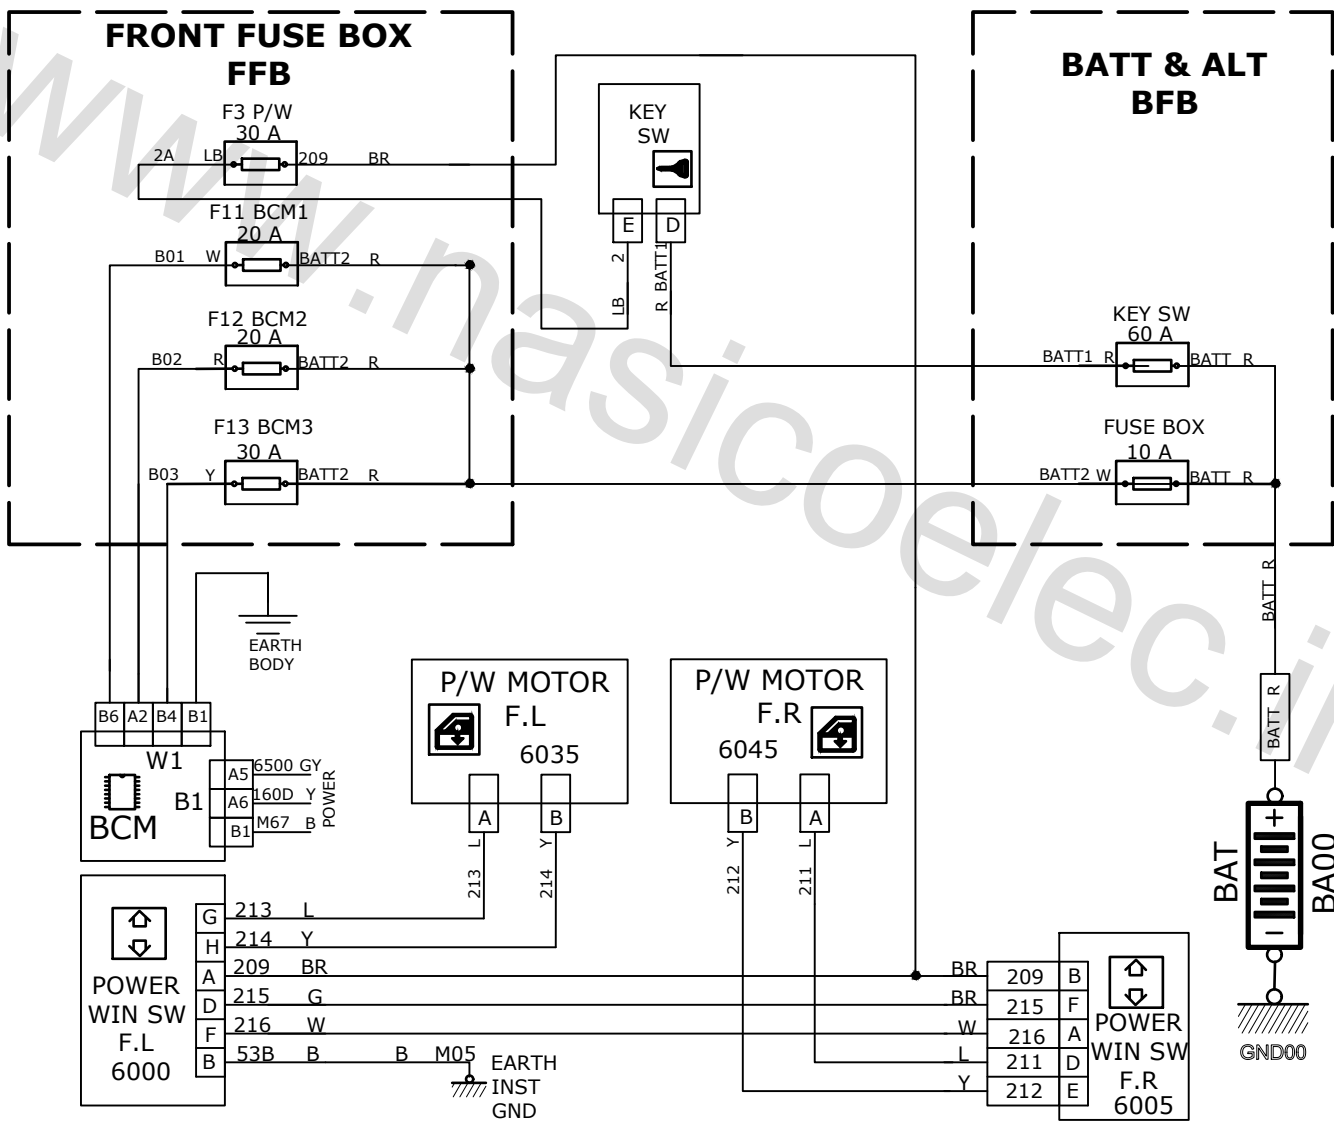 FRONT FUSE BOX
FFB
F3 P/W
30 A
2A LB 209 BR
F11 BCM1
20 A
B01 W BATT2 R
F12 BCM2
20 A
B02 R BATT2 R
F13 BCM3
30 A
B03 Y BATT2 R
KEY
SW
E D
LB 2
R BATT1
BATT & ALT
BFB
KEY SW
60 A
BATT1 R BATT R
FUSE BOX
10 A
BATT2 W BATT R
BATT R
BATT R
BAT
BA00
+
−
GND00
EARTH
BODY
B6 A2 B4 B1
W1
BCM
B1
A5 6500 GY
A6 160D Y
B1 M67 B
POWER
P/W MOTOR
F.L
6035
A B
213 L
214 Y
P/W MOTOR
F.R
6045
B A
212 Y
211 L
POWER
WIN SW
F.L
6000
G 213 L
H 214 Y
A 209 BR
D 215 G
F 216 W
B 53B B B M05
EARTH
INST
GND
BR 209 B
BR 215 F
W 216 A
L 211 D
Y 212 E
POWER
WIN SW
F.R
6005
www.nasicoelec.ir